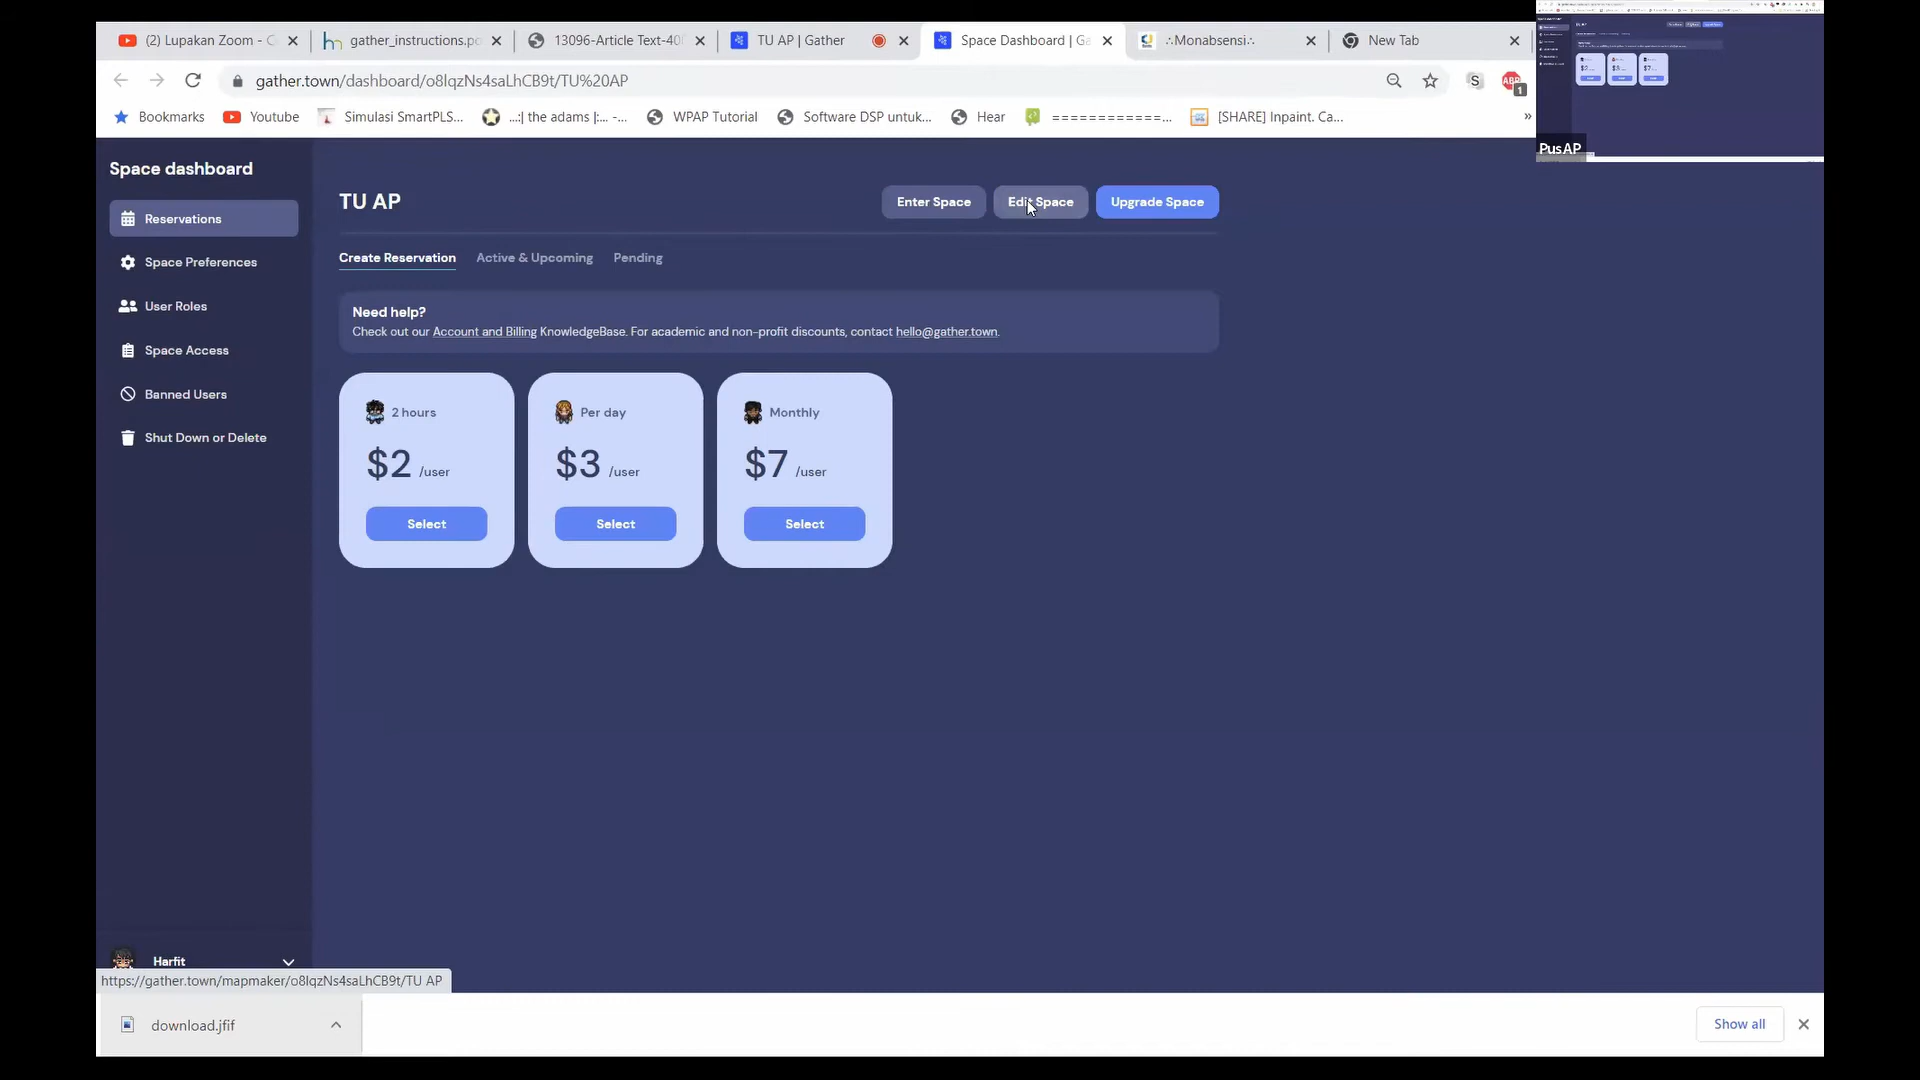 (2) Lupakan Zoom - C
gather_instructions.po
13096-Article Text-40
TU AP | Gather
Space Dashboard | Ga
∴Monabsensi∴
New Tab
gather.town/dashboard/o8lqzNs4saLhCB9t/TU%20AP
S
ABP
1
Bookmarks
Youtube
Simulasi SmartPLS...
...:| the adams |:... -...
WPAP Tutorial
Software DSP untuk...
Hear
============...
[SHARE] Inpaint. Ca...
»
PusAP
Space dashboard
Reservations
Space Preferences
User Roles
Space Access
Banned Users
Shut Down or Delete
TU AP
Enter Space
Edit Space
Upgrade Space
Create Reservation
Active & Upcoming
Pending
Need help?
Check out our Account and Billing KnowledgeBase. For academic and non-profit discounts, contact hello@gather.town.
2 hours
$2 /user
Select
Per day
$3 /user
Select
Monthly
$7 /user
Select
Harfit
https://gather.town/mapmaker/o8lqzNs4saLhCB9t/TU AP
download.jfif
Show all